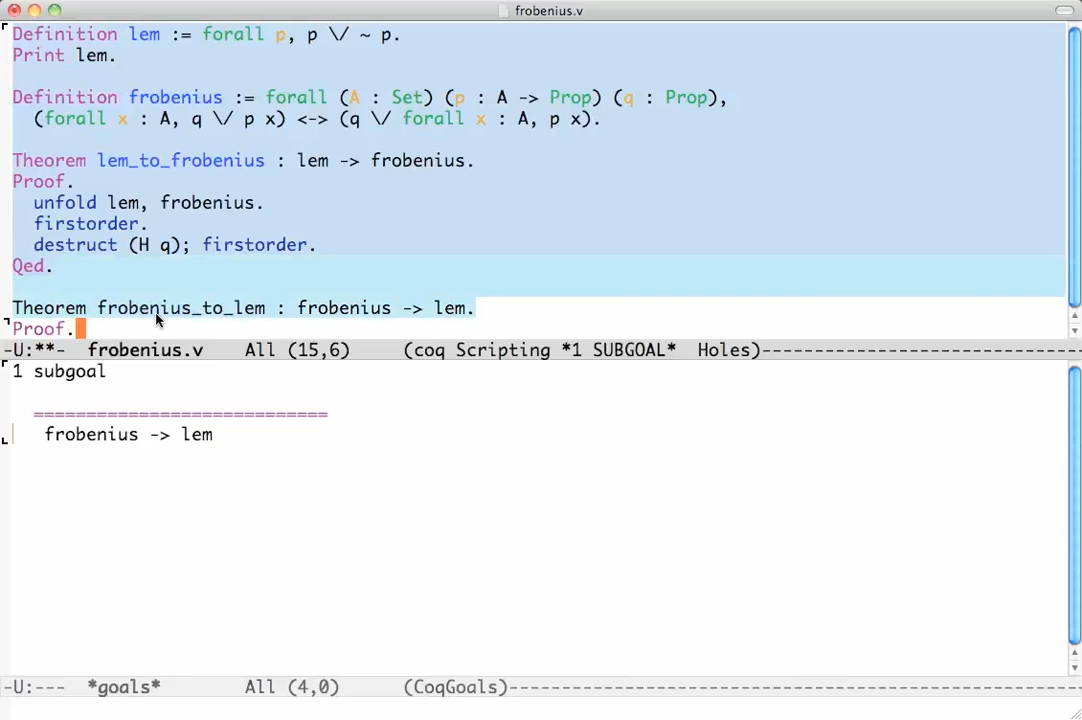 frobenius.v
Definition lem := forall p, p \/ ~ p.
Print lem.
Definition frobenius := forall (A : Set) (p : A -> Prop) (q : Prop),
(forall x : A, q \/ p x) <-> (q \/ forall x : A, p x).
Theorem lem_to_frobenius : lem -> frobenius.
Proof.
unfold lem, frobenius.
firstorder.
destruct (H q); firstorder.
Qed.
Theorem frobenius_to_lem : frobenius -> lem.
Proof.
-U:**-  frobenius.v    All (15,6)    (coq Scripting *1 SUBGOAL*  Holes)------------------------------
1 subgoal
============================
frobenius -> lem
-U:---  *goals*        All (4,0)     (CoqGoals)------------------------------------------------------